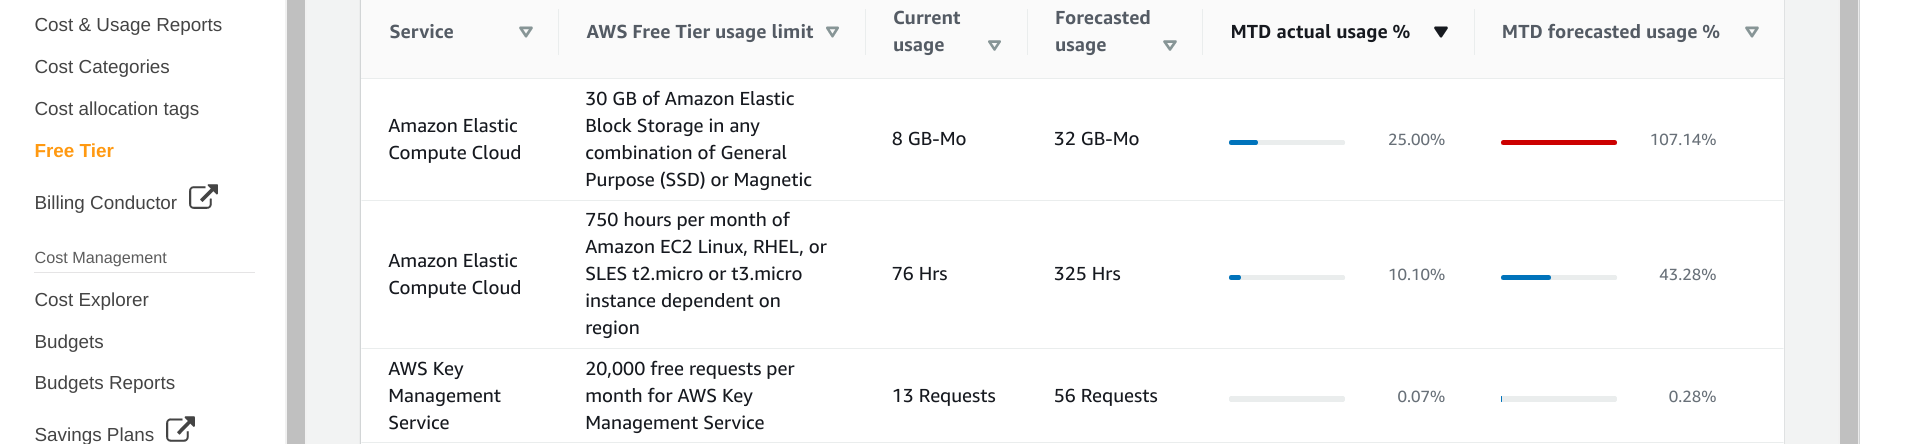 Cost & Usage Reports
Cost Categories
Cost allocation tags
Free Tier
Billing Conductor
Cost Management
Cost Explorer
Budgets
Budgets Reports
Savings Plans
Service
AWS Free Tier usage limit
Current
usage
Forecasted
usage
MTD actual usage %
MTD forecasted usage %
Amazon Elastic
Compute Cloud
30 GB of Amazon Elastic
Block Storage in any
combination of General
Purpose (SSD) or Magnetic
8 GB-Mo
32 GB-Mo
25.00%
107.14%
Amazon Elastic
Compute Cloud
750 hours per month of
Amazon EC2 Linux, RHEL, or
SLES t2.micro or t3.micro
instance dependent on
region
76 Hrs
325 Hrs
10.10%
43.28%
AWS Key
Management
Service
20,000 free requests per
month for AWS Key
Management Service
13 Requests
56 Requests
0.07%
0.28%